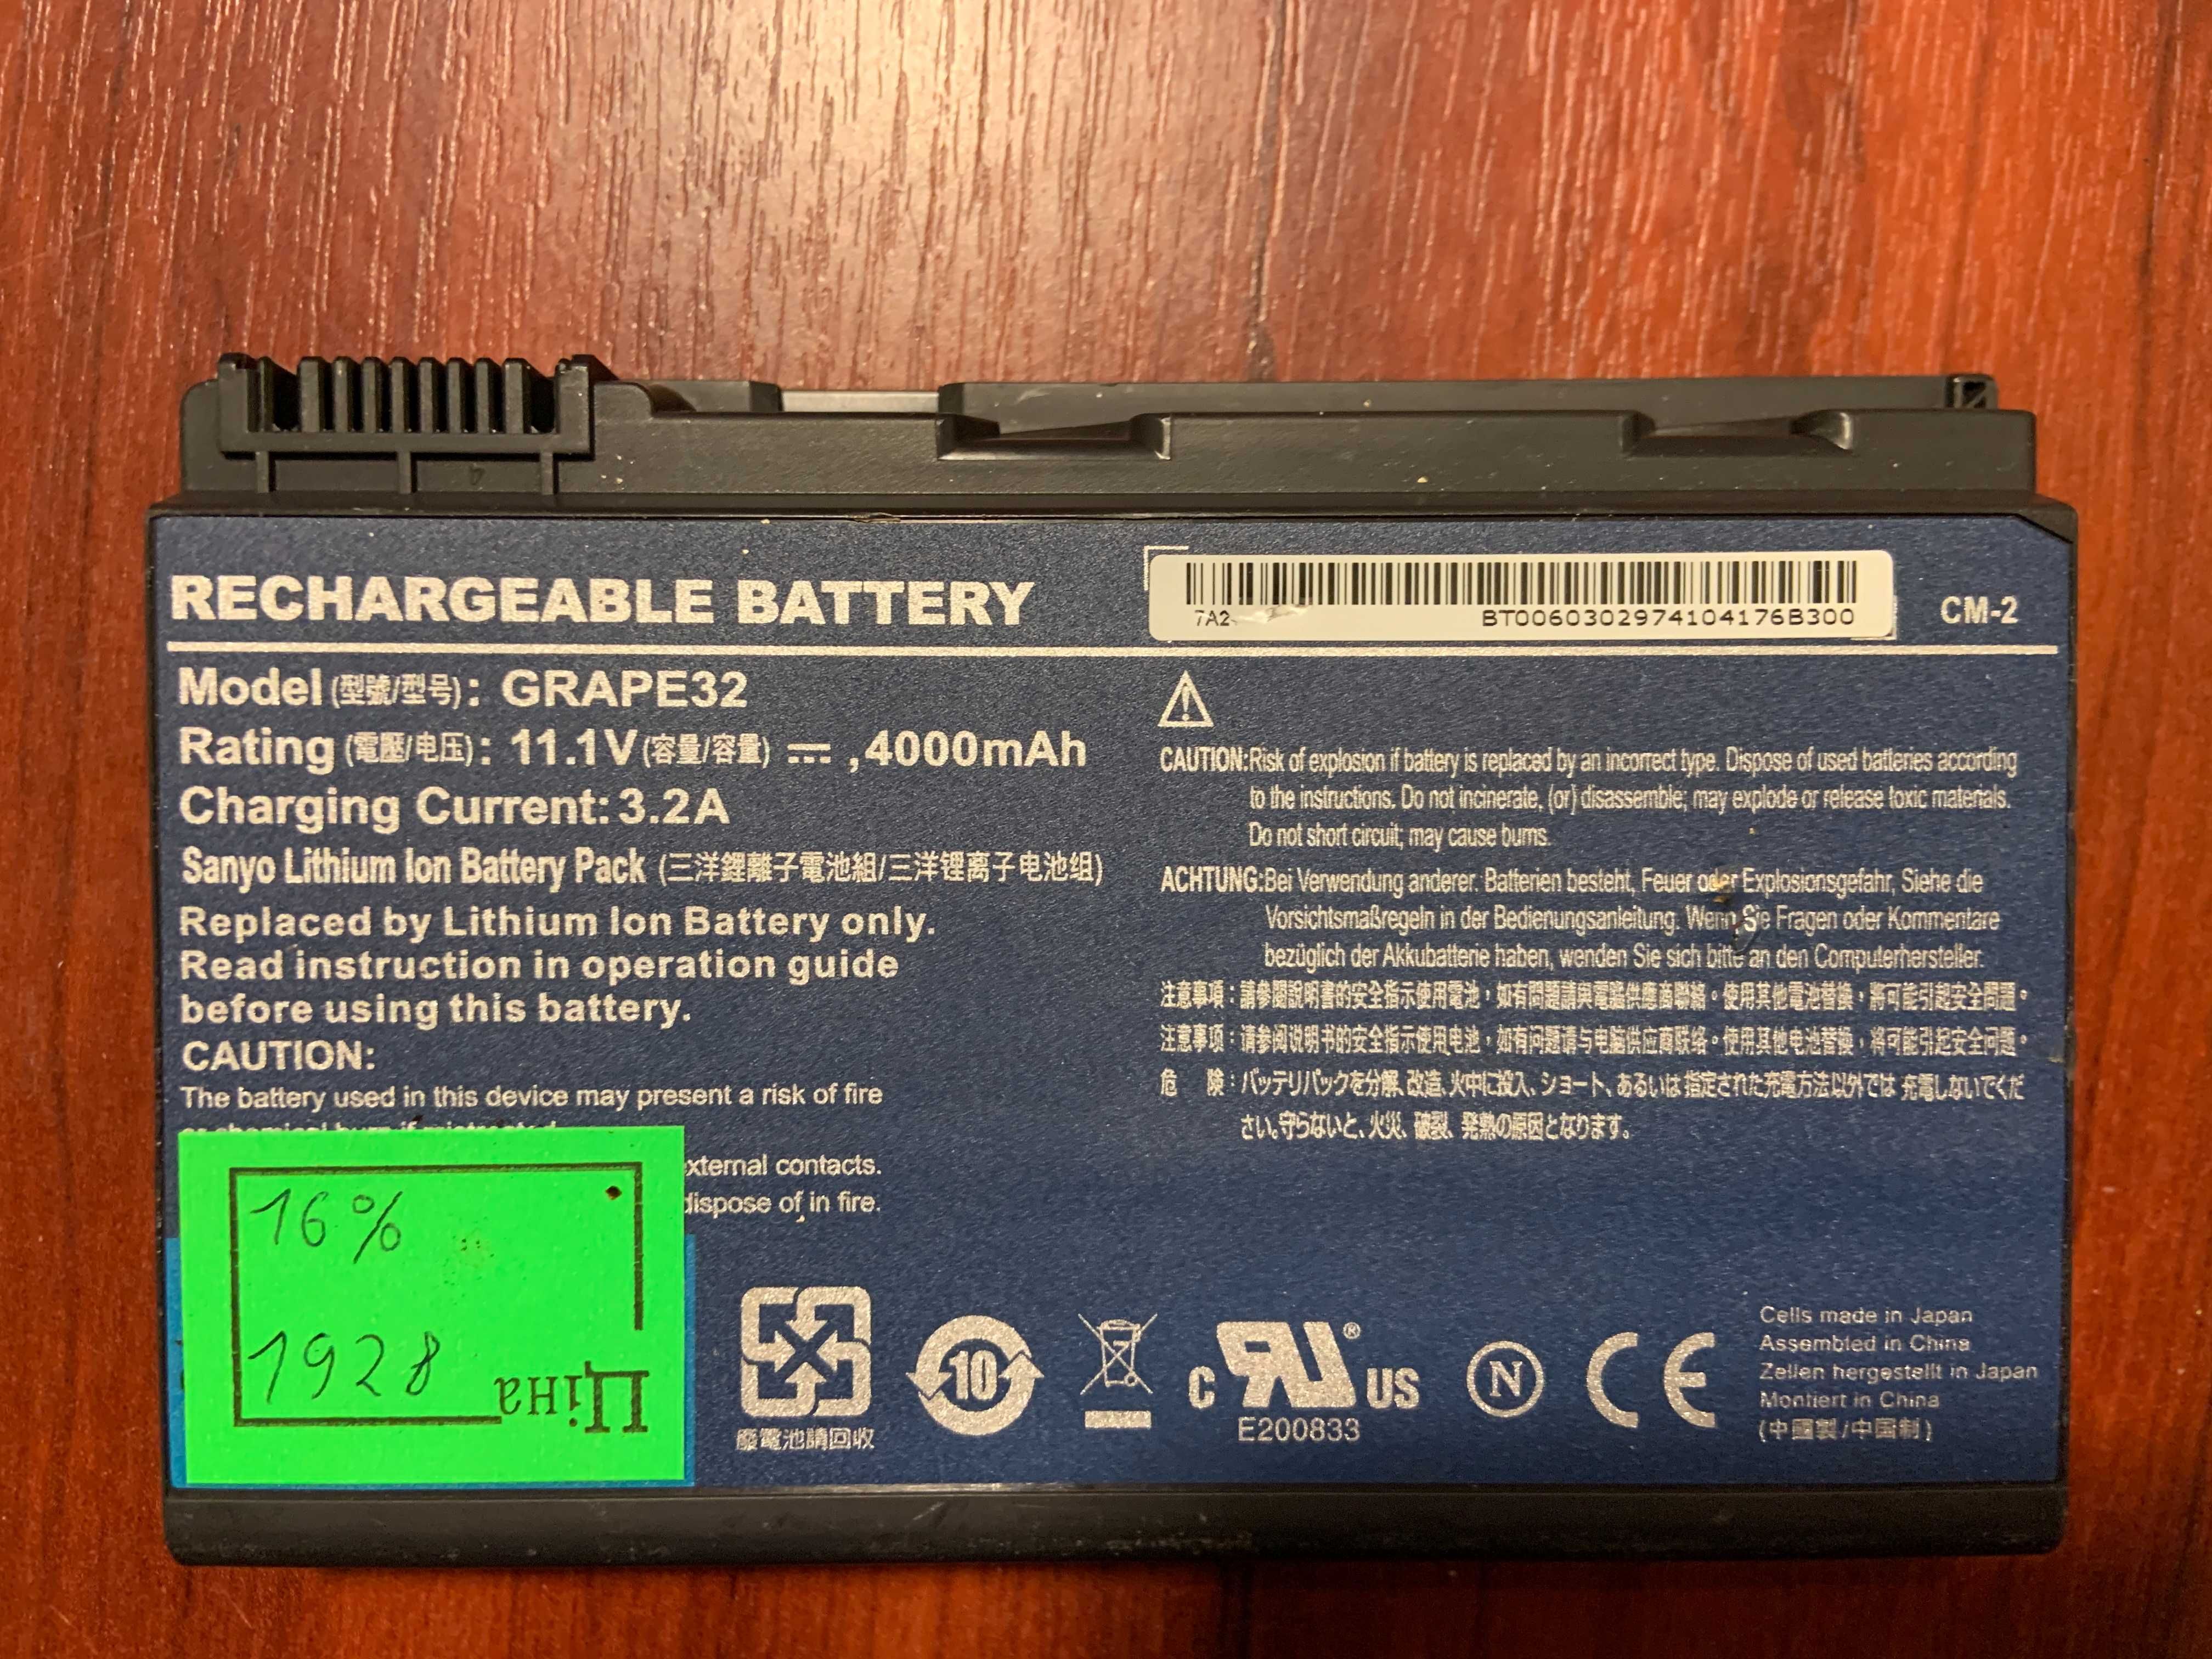 RECHARGEABLE BATTERY
7A2
BT0060302974104176B300
CM-2
Model (型號/型号): GRAPE32
Rating (電壓/电压): 11.1V (容量/容量) ⎓ ,4000mAh
Charging Current: 3.2A
Sanyo Lithium Ion Battery Pack (三洋鋰離子電池組/三洋锂离子电池组)
Replaced by Lithium Ion Battery only.
Read instruction in operation guide
before using this battery.
CAUTION:
The battery used in this device may present a risk of fire
external contacts.
dispose of in fire.
16%
1928
Ціна
CAUTION: Risk of explosion if battery is replaced by an incorrect type. Dispose of used batteries according
to the instructions. Do not incinerate, (or) disassemble; may explode or release toxic materials.
Do not short circuit; may cause burns.
ACHTUNG: Bei Verwendung anderer. Batterien besteht, Feuer oder Explosionsgefahr, Siehe die
Vorsichtsmaßregeln in der Bedienungsanleitung. Wenn Sie Fragen oder Kommentare
bezüglich der Akkubatterie haben, wenden Sie sich bitte an den Computerhersteller.
注意事項：請參閱說明書的安全指示使用電池，如有問題請與電腦供應商聯絡。使用其他電池替換，將可能引起安全問題。
注意事项：请参阅说明书的安全指示使用电池，如有问题请与电脑供应商联络。使用其他电池替换，将可能引起安全问题。
危 険：バッテリパックを分解、改造、火中に投入、ショート、あるいは指定された充電方法以外では 充電しないでくだ
さい。守らないと、火災、破裂、発熱の原因となります。
廢電池請回收
10
c RU® US
E200833
N
CE
Cells made in Japan
Assembled in China
Zellen hergestellt in Japan
Montiert in China
(中國製/中国制)